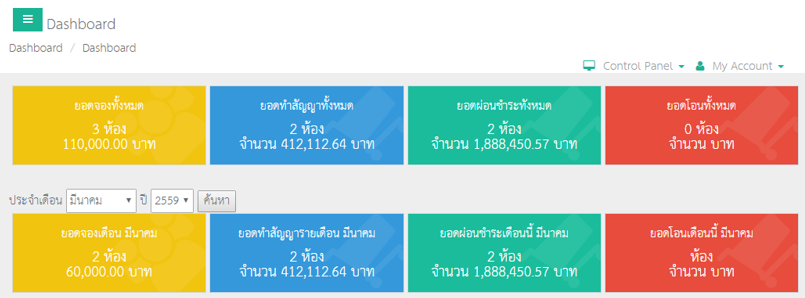 Dashboard
Dashboard / Dashboard
Control Panel My Account
ยอดจองทั้งหมด
3 ห้อง
110,000.00 บาท
ยอดทำสัญญาทั้งหมด
2 ห้อง
จำนวน 412,112.64 บาท
ยอดผ่อนชำระทั้งหมด
2 ห้อง
จำนวน 1,888,450.57 บาท
ยอดโอนทั้งหมด
0 ห้อง
จำนวน บาท
ประจำเดือน มีนาคม ปี 2559 ค้นหา
ยอดจองเดือน มีนาคม
2 ห้อง
60,000.00 บาท
ยอดทำสัญญารายเดือน มีนาคม
2 ห้อง
จำนวน 412,112.64 บาท
ยอดผ่อนชำระเดือนนี้ มีนาคม
2 ห้อง
จำนวน 1,888,450.57 บาท
ยอดโอนเดือนนี้ มีนาคม
ห้อง
จำนวน บาท